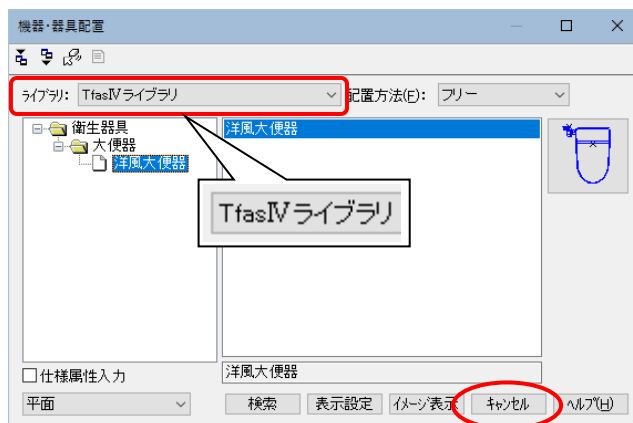 機器・器具配置
ﾗｲﾌﾞﾗﾘ: TfasⅣライブラリ 配置方法(E): フリー
衛生器具
大便器
洋風大便器
洋風大便器
TfasⅣライブラリ
□仕様属性入力
洋風大便器
平面
検索 表示設定 ｲﾒｰｼﾞ表示 ｷｬﾝｾﾙ ﾍﾙﾌﾟ(H)